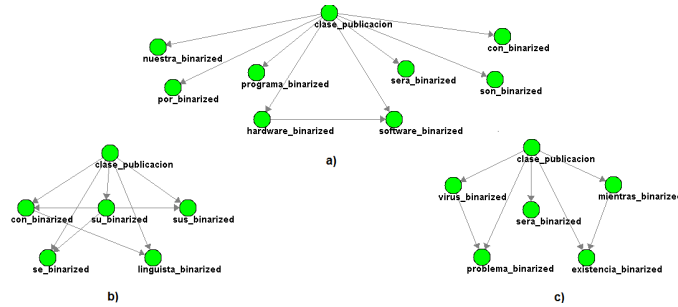 clase_publicacion
con_binarized
nuestra_binarized
sera_binarized
programa_binarized
son_binarized
por_binarized
hardware_binarized
software_binarized
a)
clase_publicacion
con_binarized
su_binarized
sus_binarized
se_binarized
linguista_binarized
b)
clase_publicacion
virus_binarized
mientras_binarized
sera_binarized
problema_binarized
existencia_binarized
c)